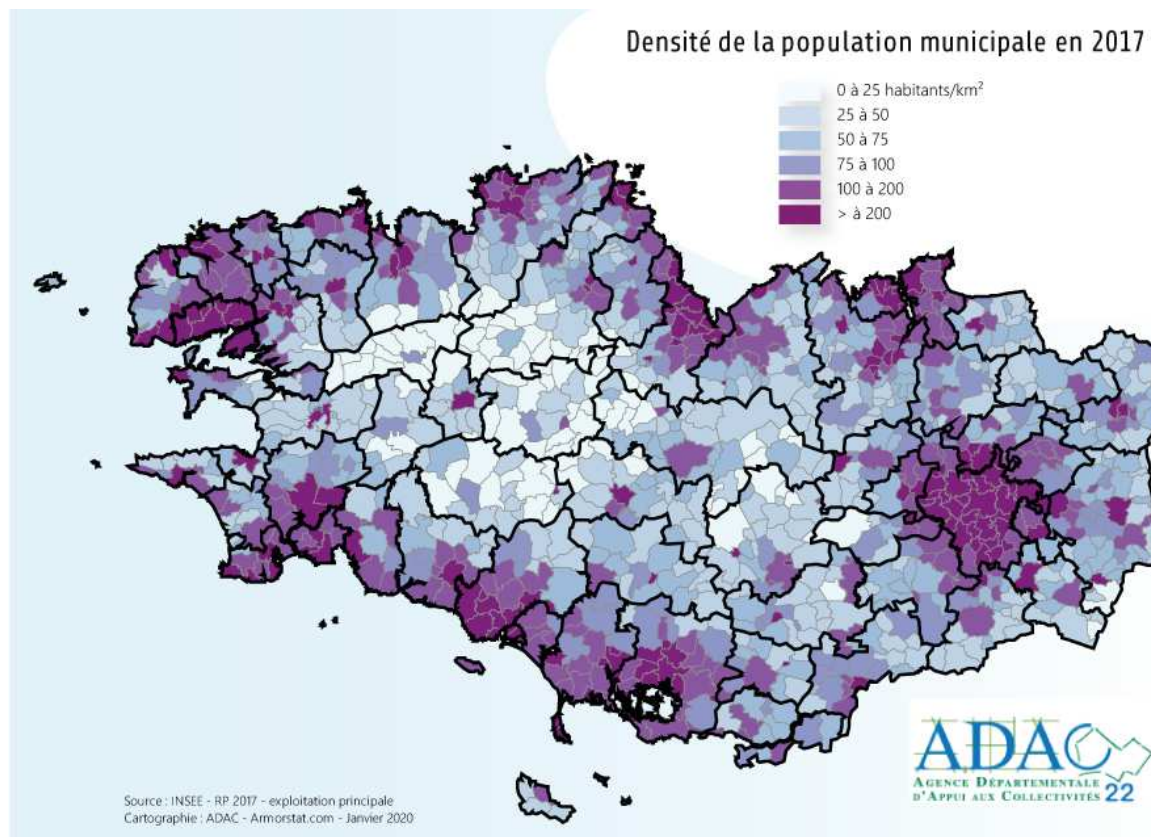 Densité de la population municipale en 2017
0 à 25 habitants/km²
25 à 50
50 à 75
75 à 100
100 à 200
> à 200
Source : INSEE - RP 2017 - exploitation principale
Cartographie : ADAC - Armorstat.com - Janvier 2020
ADAC
AGENCE DÉPARTEMENTALE
D'APPUI AUX COLLECTIVITÉS 22